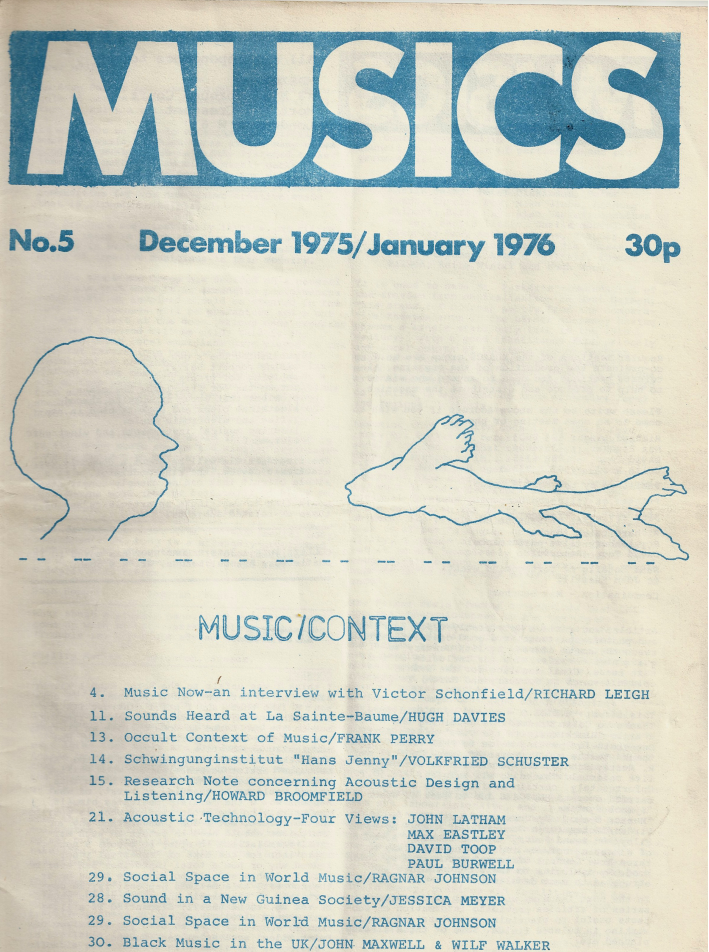 MUSICS
No.5 December 1975/January 1976 30p
MUSIC/CONTEXT
4. Music Now-an interview with Victor Schonfield/RICHARD LEIGH
11. Sounds Heard at La Sainte-Baume/HUGH DAVIES
13. Occult Context of Music/FRANK PERRY
14. Schwingunginstitut "Hans Jenny"/VOLKFRIED SCHUSTER
15. Research Note concerning Acoustic Design and
Listening/HOWARD BROOMFIELD
21. Acoustic Technology-Four Views: JOHN LATHAM
MAX EASTLEY
DAVID TOOP
PAUL BURWELL
29. Social Space in World Music/RAGNAR JOHNSON
28. Sound in a New Guinea Society/JESSICA MEYER
29. Social Space in World Music/RAGNAR JOHNSON
30. Black Music in the UK/JOHN MAXWELL & WILF WALKER